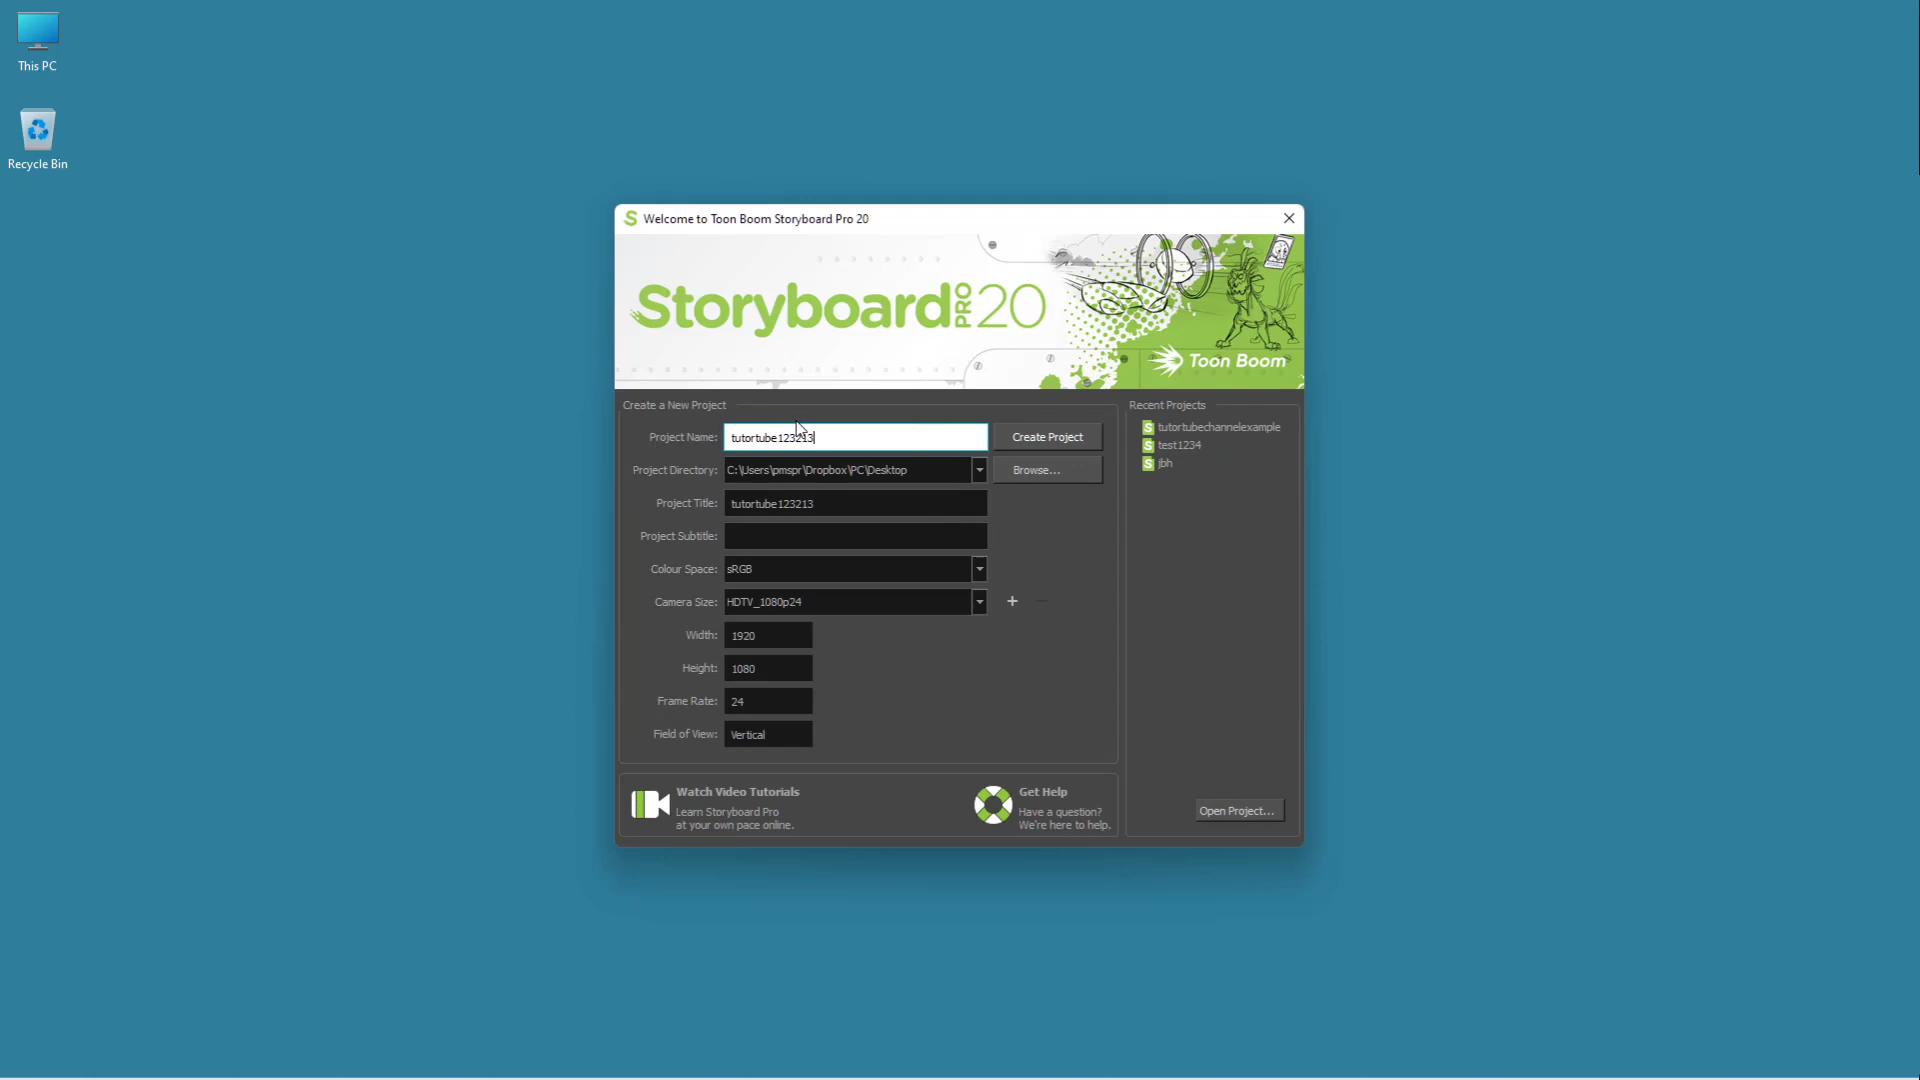 This PC
Recycle Bin
Welcome to Toon Boom Storyboard Pro 20
Storyboard PRO 20
Toon Boom
Create a New Project
Project Name: tutortube123213 Create Project
Project Directory: C:\Users\pmspr\Dropbox\PC\Desktop Browse...
Project Title: tutortube123213
Project Subtitle:
Colour Space: sRGB
Camera Size: HDTV_1080p24
Width: 1920
Height: 1080
Frame Rate: 24
Field of View: Vertical
Recent Projects
tutortubechannelexample
test1234
jbh
Watch Video Tutorials
Learn Storyboard Pro
at your own pace online.
Get Help
Have a question?
We're here to help.
Open Project...